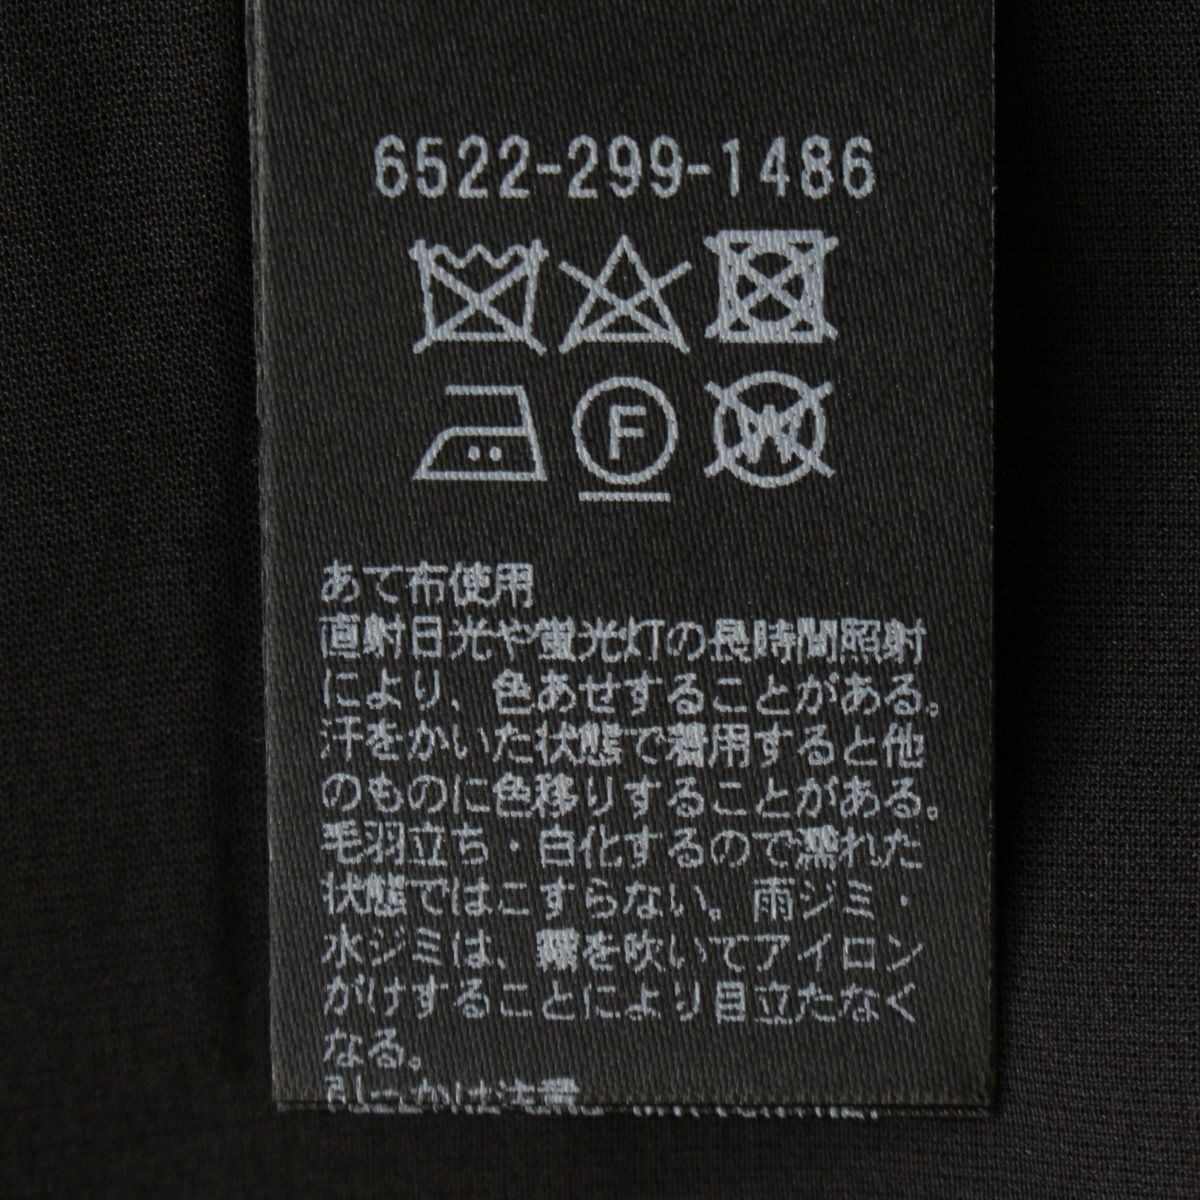 6522-299-1486
F
W
あて布使用
直射日光や蛍光灯の長時間照射
により、色あせすることがある。
汗をかいた状態で着用すると他
のものに色移りすることがある。
毛羽立ち・白化するので濡れた
状態ではこすらない。雨ジミ・
水ジミは、霧を吹いてアイロン
がけすることにより目立たなく
なる。
引っかけ注意